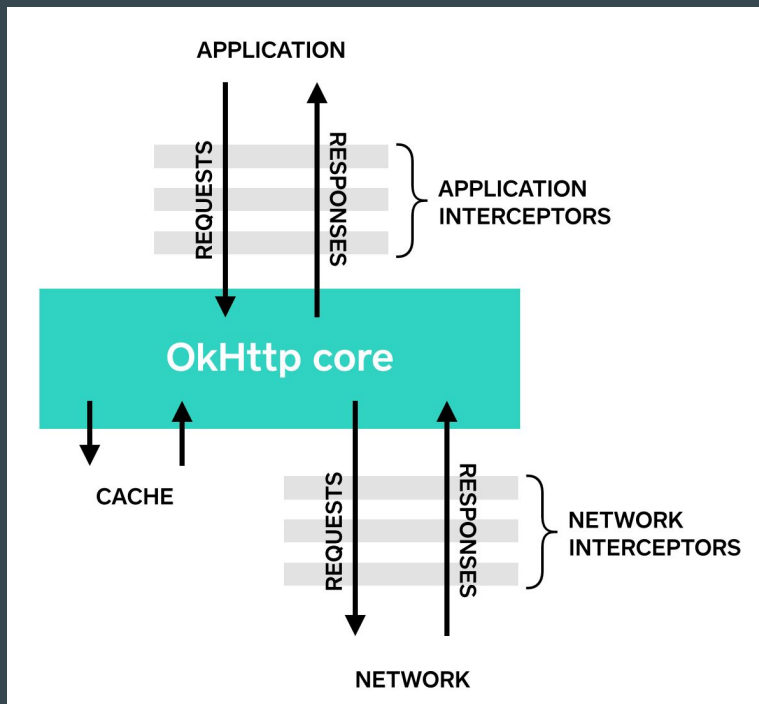 APPLICATION
REQUESTS
RESPONSES
APPLICATION
INTERCEPTORS
OkHttp core
CACHE
REQUESTS
RESPONSES
NETWORK
INTERCEPTORS
NETWORK